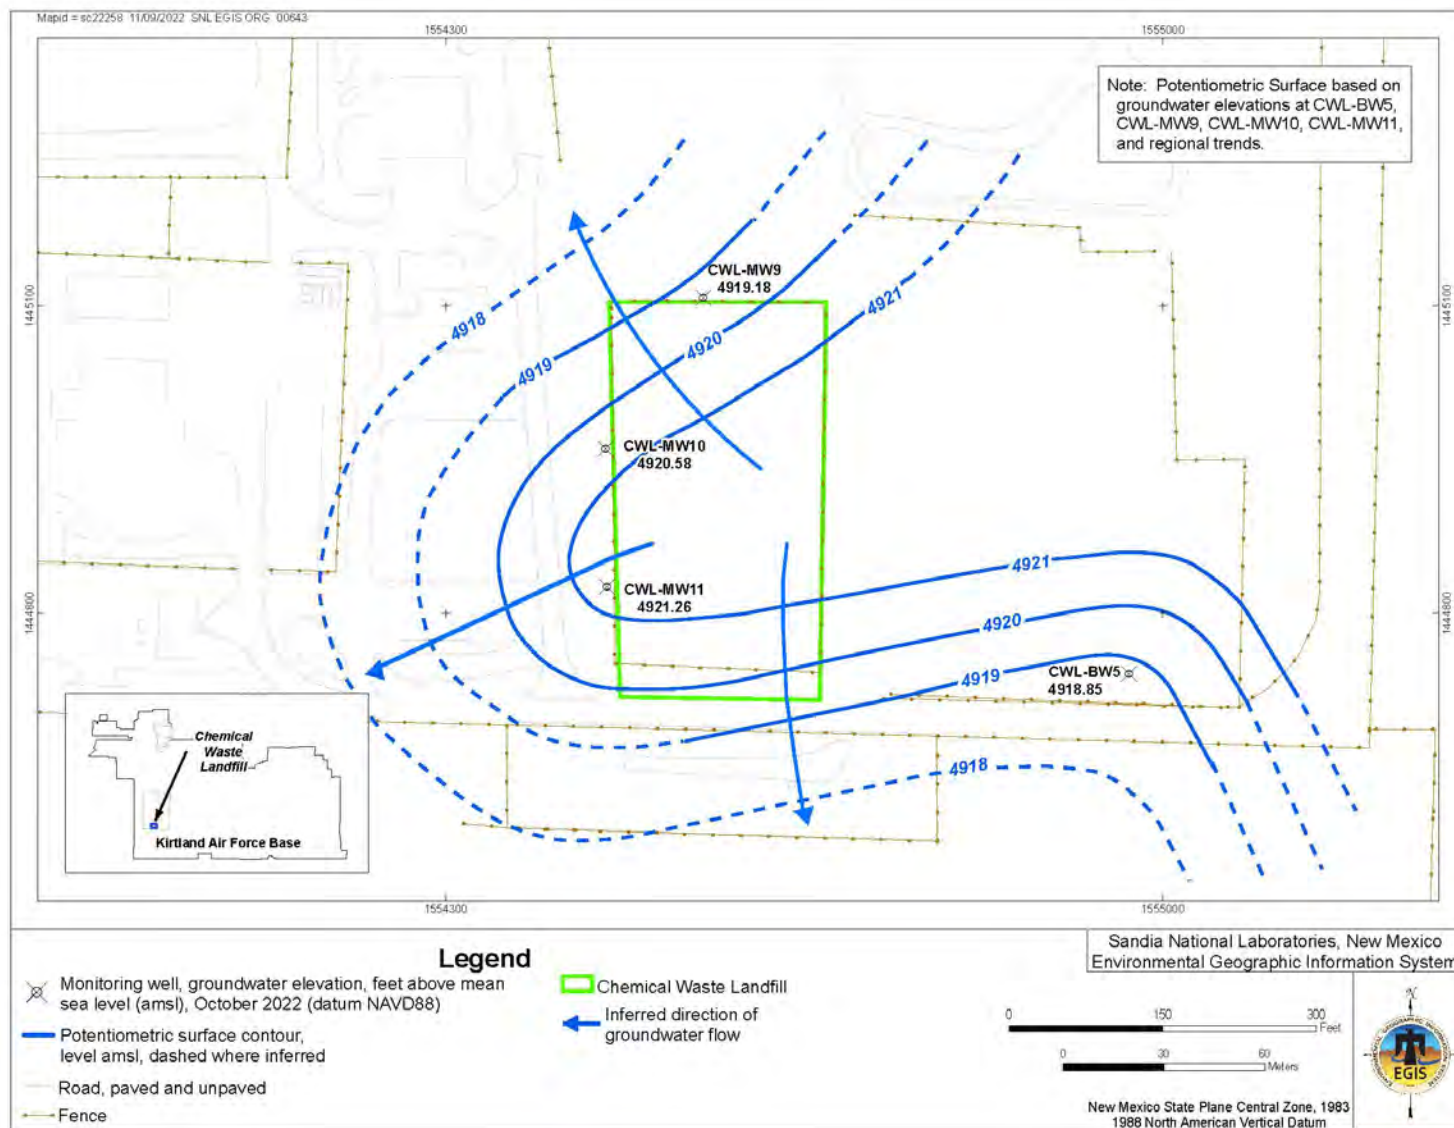 Mapid = sc22258 11/09/2022 SNL EGIS ORG 00643
1554300
1555000
Note: Potentiometric Surface based on
groundwater elevations at CWL-BW5,
CWL-MW9, CWL-MW10, CWL-MW11,
and regional trends.
1445100
1445100
CWL-MW9
4919.18
4918
4919
4920
4921
CWL-MW10
4920.58
4921
CWL-MW11
4921.26
1444800
1444800
4920
CWL-BW5
4918.85
4919
4918
Chemical
Waste
Landfill
Kirtland Air Force Base
1554300
1555000
Legend
Monitoring well, groundwater elevation, feet above mean
sea level (amsl), October 2022 (datum NAVD88)
Potentiometric surface contour,
level amsl, dashed where inferred
Road, paved and unpaved
Fence
Chemical Waste Landfill
Inferred direction of
groundwater flow
Sandia National Laboratories, New Mexico
Environmental Geographic Information System
0 150 300
Feet
0 30 60
Meters
New Mexico State Plane Central Zone, 1983
1988 North American Vertical Datum
N
EGIS